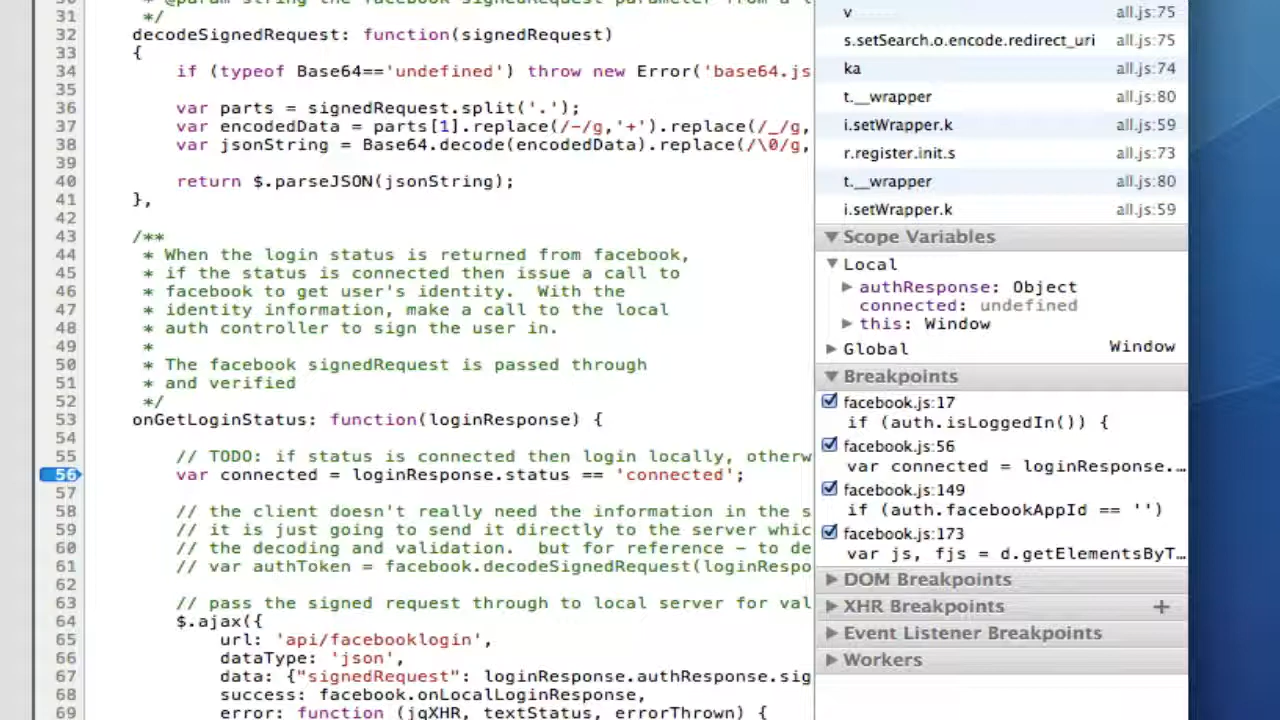 31 */
32 decodeSignedRequest: function(signedRequest)
33 {
34 if (typeof Base64=='undefined') throw new Error('base64.js
35
36 var parts = signedRequest.split('.');
37 var encodedData = parts[1].replace(/-/g,'+').replace(/_/g,
38 var jsonString = Base64.decode(encodedData).replace(/\0/g,
39
40 return $.parseJSON(jsonString);
41 },
42
43 /**
44 * When the login status is returned from facebook,
45 * if the status is connected then issue a call to
46 * facebook to get user's identity.  With the
47 * identity information, make a call to the local
48 * auth controller to sign the user in.
49 *
50 * The facebook signedRequest is passed through
51 * and verified
52 */
53 onGetLoginStatus: function(loginResponse) {
54
55 // TODO: if status is connected then login locally, otherw
56 var connected = loginResponse.status == 'connected';
57
58 // the client doesn't really need the information in the s
59 // it is just going to send it directly to the server whic
60 // the decoding and validation.  but for reference - to de
61 // var authToken = facebook.decodeSignedRequest(loginRespo
62
63 // pass the signed request through to local server for val
64 $.ajax({
65 url: 'api/facebooklogin',
66 dataType: 'json',
67 data: {"signedRequest": loginResponse.authResponse.sig
68 success: facebook.onLocalLoginResponse,
69 error: function (jqXHR, textStatus, errorThrown) {
v all.js:75
s.setSearch.o.encode.redirect_uri all.js:75
ka all.js:74
t.__wrapper all.js:80
i.setWrapper.k all.js:59
r.register.init.s all.js:73
t.__wrapper all.js:80
i.setWrapper.k all.js:59
Scope Variables
Local
authResponse: Object
connected: undefined
this: Window
Global Window
Breakpoints
facebook.js:17
if (auth.isLoggedIn()) {
facebook.js:56
var connected = loginResponse.…
facebook.js:149
if (auth.facebookAppId == '')
facebook.js:173
var js, fjs = d.getElementsByT…
DOM Breakpoints
XHR Breakpoints +
Event Listener Breakpoints
Workers